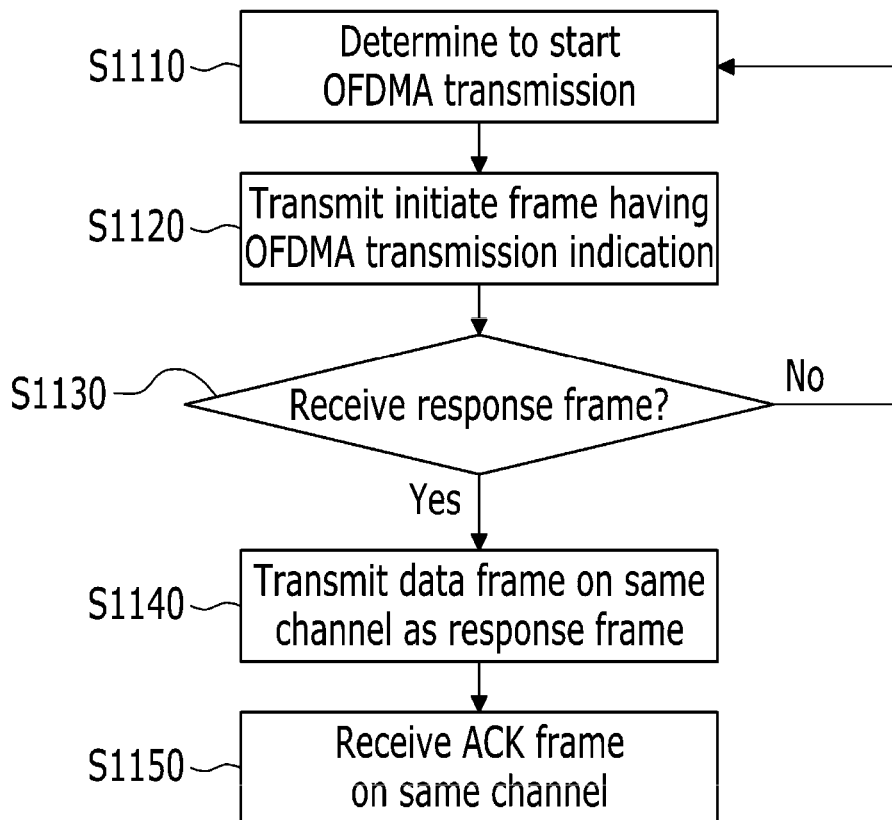 S1110
Determine to start
OFDMA transmission
S1120
Transmit initiate frame having
OFDMA transmission indication
S1130
Receive response frame?
No
Yes
S1140
Transmit data frame on same
channel as response frame
S1150
Receive ACK frame
on same channel